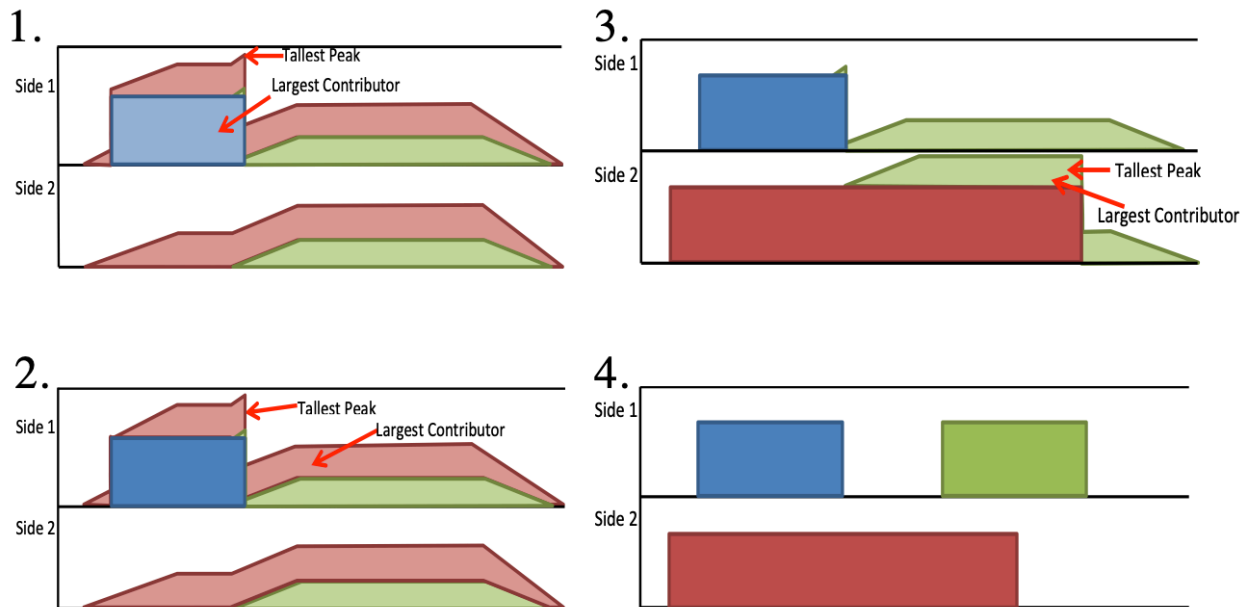 1.
Side 1
Tallest Peak
Largest Contributor
Side 2
2.
Side 1
Tallest Peak
Largest Contributor
Side 2
3.
Side 1
Side 2
Tallest Peak
Largest Contributor
4.
Side 1
Side 2